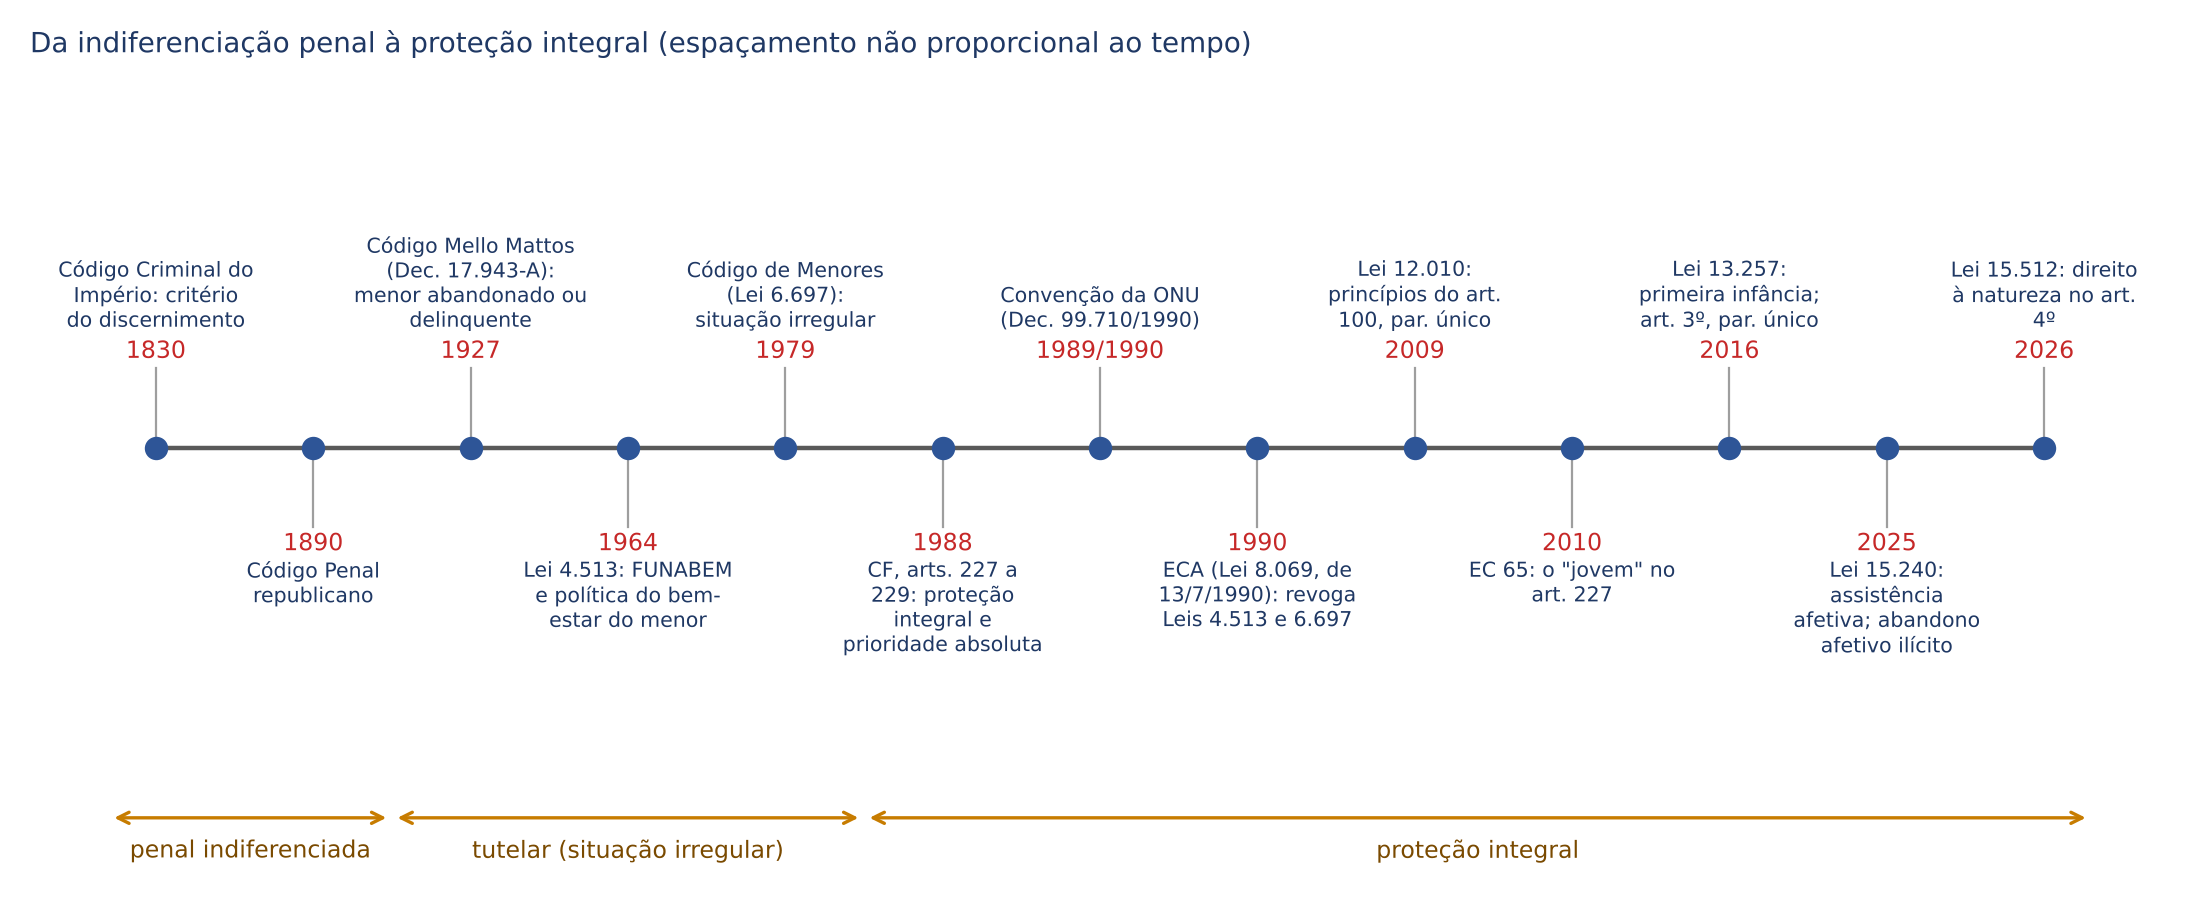 Da indiferenciação penal à proteção integral (espaçamento não proporcional ao tempo)
Código Criminal do
Império: critério
do discernimento
1830
Código Mello Mattos
(Dec. 17.943-A):
menor abandonado ou
delinquente
1927
Código de Menores
(Lei 6.697):
situação irregular
1979
Convenção da ONU
(Dec. 99.710/1990)
1989/1990
Lei 12.010:
princípios do art.
100, par. único
2009
Lei 13.257:
primeira infância;
art. 3º, par. único
2016
Lei 15.512: direito
à natureza no art.
4º
2026
1890
Código Penal
republicano
1964
Lei 4.513: FUNABEM
e política do bem-
estar do menor
1988
CF, arts. 227 a
229: proteção
integral e
prioridade absoluta
1990
ECA (Lei 8.069, de
13/7/1990): revoga
Leis 4.513 e 6.697
2010
EC 65: o "jovem" no
art. 227
2025
Lei 15.240:
assistência
afetiva; abandono
afetivo ilícito
penal indiferenciada
tutelar (situação irregular)
proteção integral